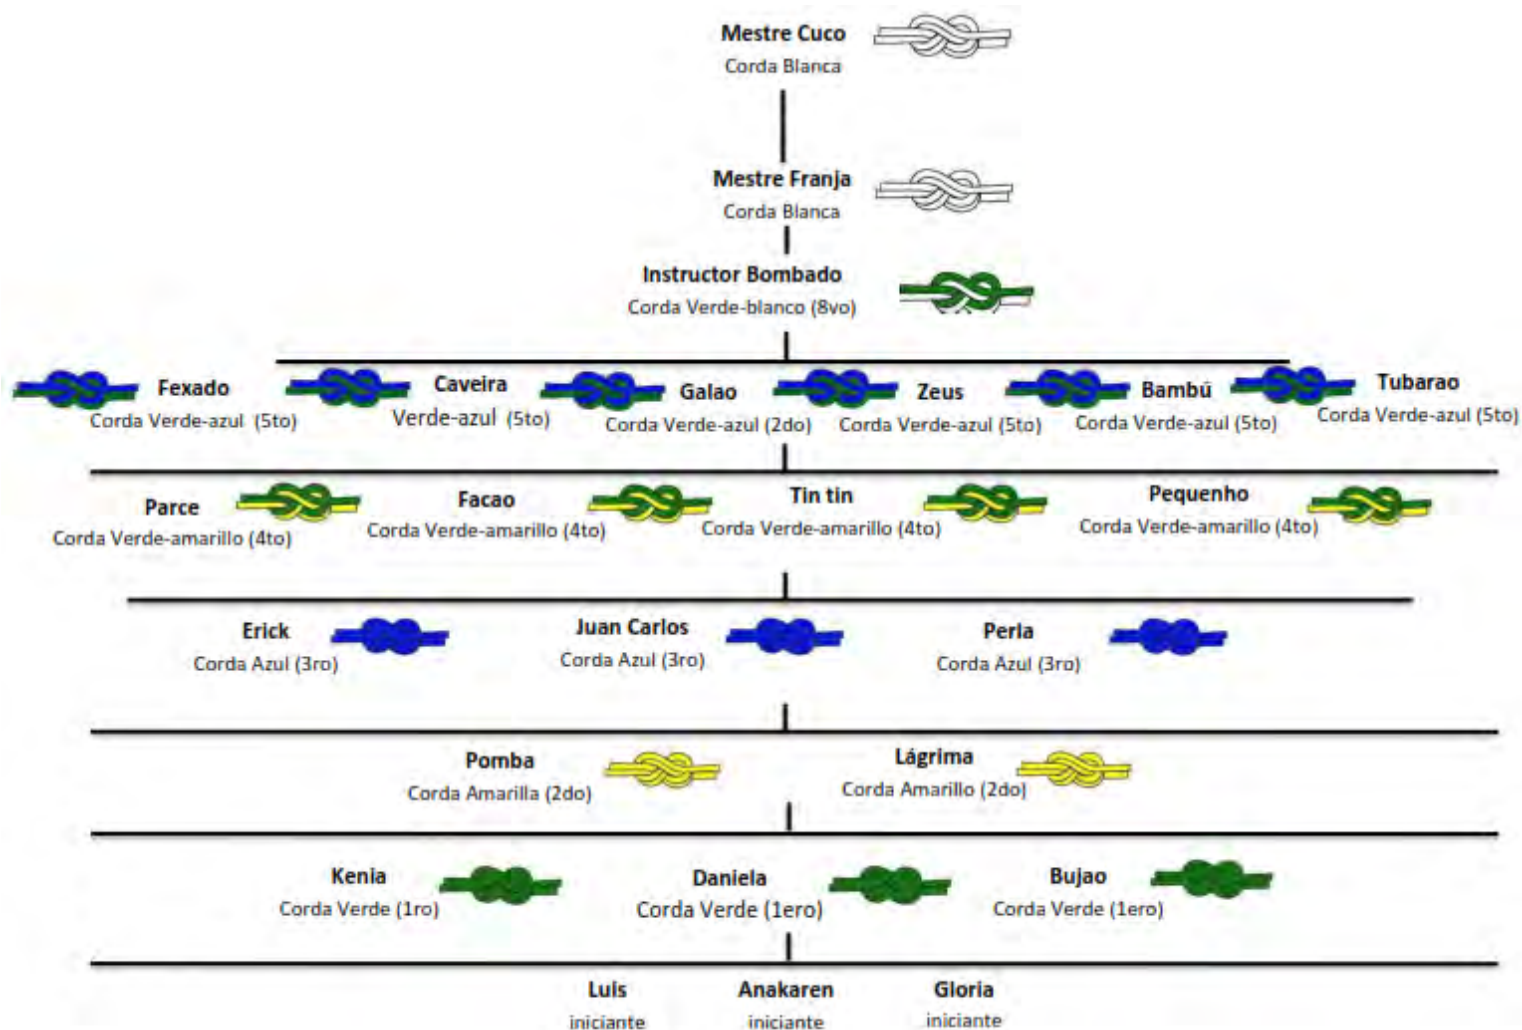 Mestre Cuco
Corda Blanca
Mestre Franja
Corda Blanca
Instructor Bombado
Corda Verde-blanco (8vo)
Fexado
Corda Verde-azul (5to)
Caveira
Verde-azul (5to)
Galao
Corda Verde-azul (2do)
Zeus
Corda Verde-azul (5to)
Bambú
Corda Verde-azul (5to)
Tubarao
Corda Verde-azul (5to)
Parce
Corda Verde-amarillo (4to)
Facao
Corda Verde-amarillo (4to)
Tin tin
Corda Verde-amarillo (4to)
Pequenho
Corda Verde-amarillo (4to)
Erick
Corda Azul (3ro)
Juan Carlos
Corda Azul (3ro)
Perla
Corda Azul (3ro)
Pomba
Corda Amarilla (2do)
Lágrima
Corda Amarillo (2do)
Kenia
Corda Verde (1ro)
Daniela
Corda Verde (1ero)
Bujao
Corda Verde (1ero)
Luis
iniciante
Anakaren
iniciante
Gloria
iniciante